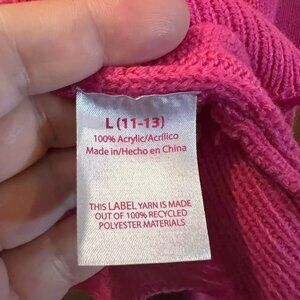 L (11-13)
100% Acrylic/Acrílico
Made in/Hecho en China
THIS LABEL YARN IS MADE
OUT OF 100% RECYCLED
POLYESTER MATERIALS